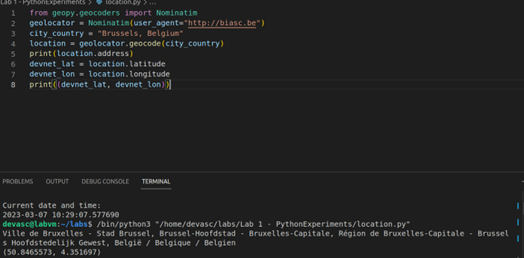 Lab 1 - PythonExperiments > location.py > ...
1 from geopy.geocoders import Nominatim
2 geolocator = Nominatim(user_agent="http://biasc.be")
3 city_country = "Brussels, Belgium"
4 location = geolocator.geocode(city_country)
5 print(location.address)
6 devnet_lat = location.latitude
7 devnet_lon = location.longitude
8 print((devnet_lat, devnet_lon))
PROBLEMS OUTPUT DEBUG CONSOLE TERMINAL
Current date and time:
2023-03-07 10:29:07.577690
devasc@labvm:~/labs$ /bin/python3 "/home/devasc/labs/Lab 1 - PythonExperiments/location.py"
Ville de Bruxelles - Stad Brussel, Brussel-Hoofdstad - Bruxelles-Capitale, Région de Bruxelles-Capitale - Brussel
s Hoofdstedelijk Gewest, België / Belgique / Belgien
(50.8465573, 4.351697)